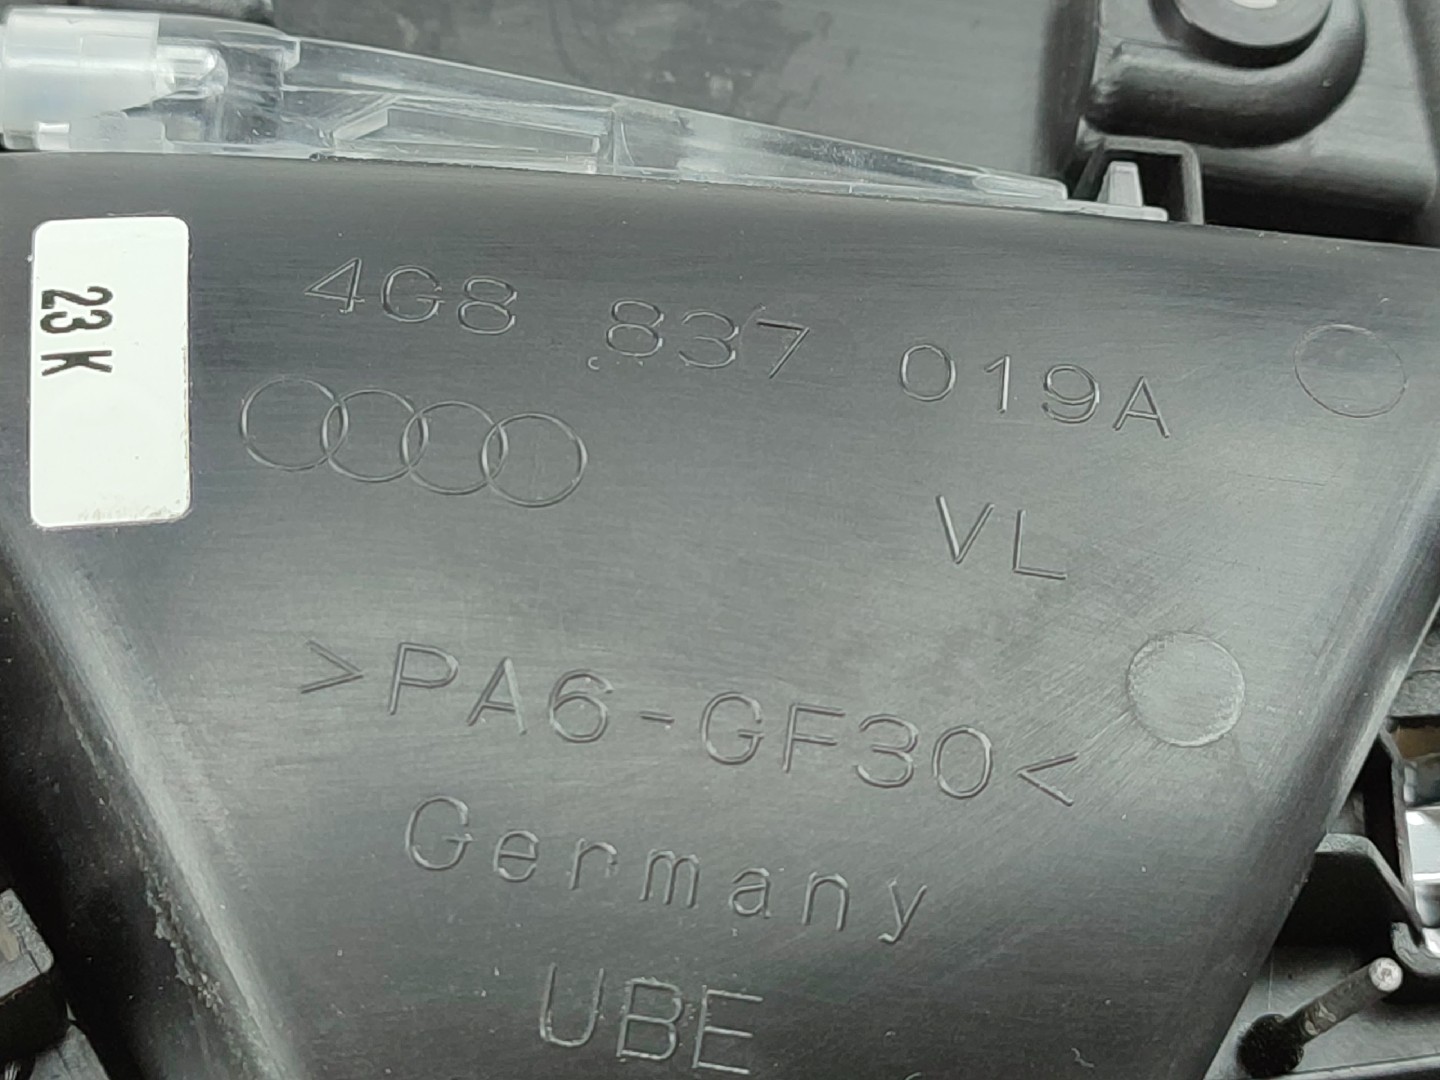 4G8 837 019A
23 K
VL
>PA6-GF30<
Germany
UBE